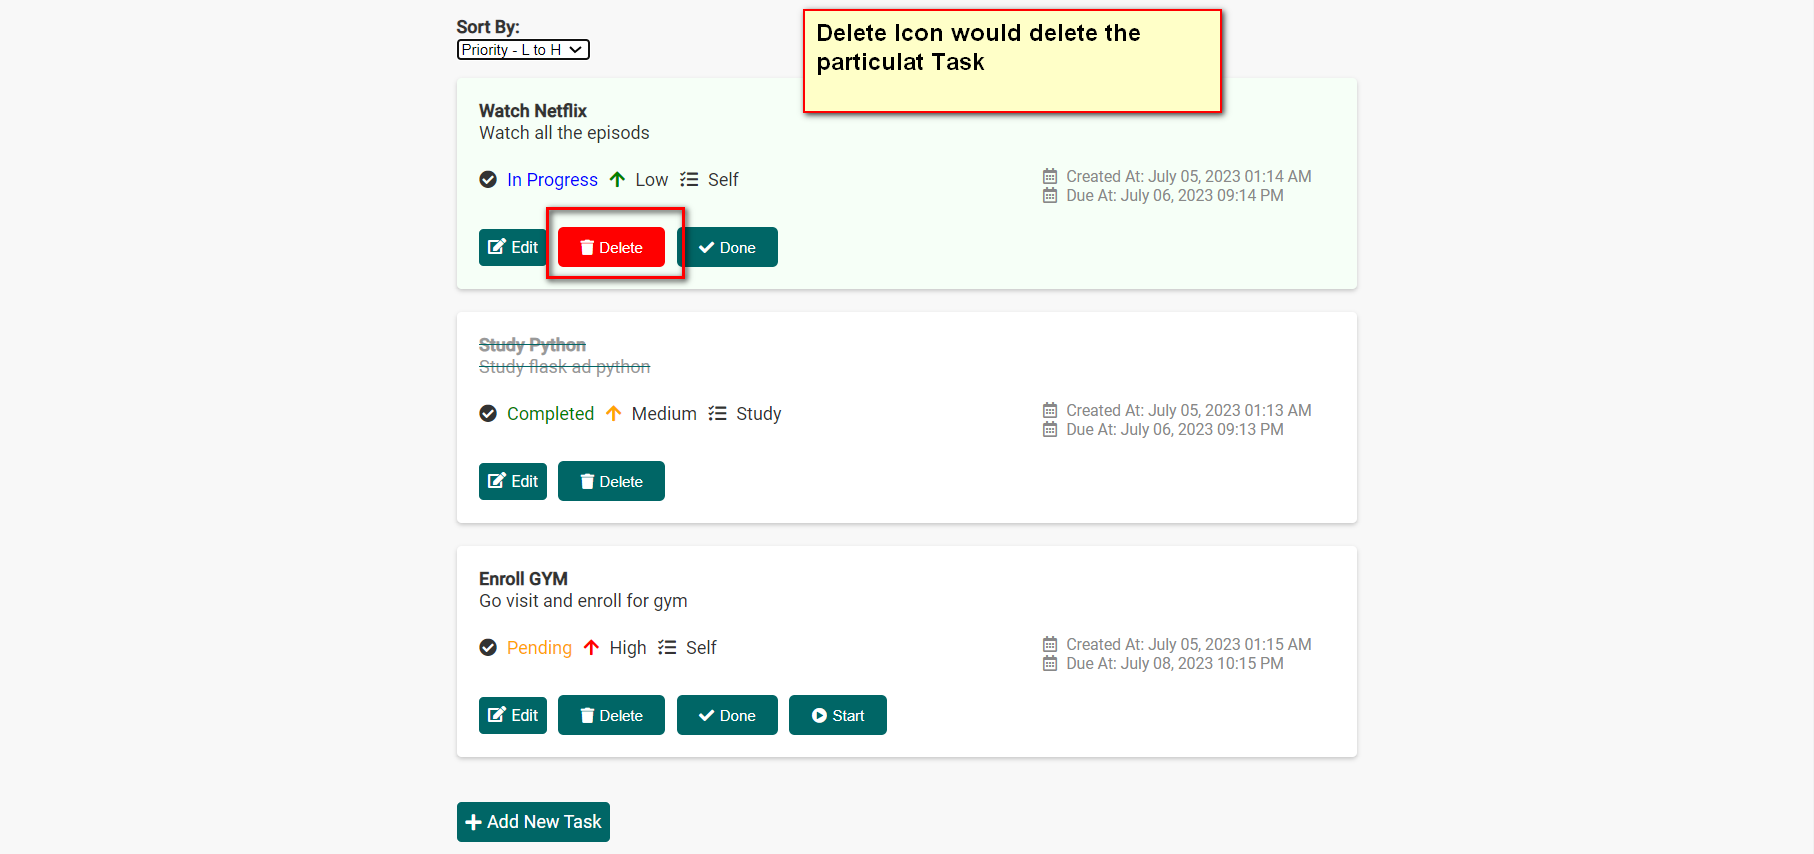 Sort By:
Priority - L to H
Delete Icon would delete the
particulat Task
Watch Netflix
Watch all the episods
In Progress Low Self
Created At: July 05, 2023 01:14 AM
Due At: July 06, 2023 09:14 PM
Edit Delete Done
Study Python
Study flask ad python
Completed Medium Study
Created At: July 05, 2023 01:13 AM
Due At: July 06, 2023 09:13 PM
Edit Delete
Enroll GYM
Go visit and enroll for gym
Pending High Self
Created At: July 05, 2023 01:15 AM
Due At: July 08, 2023 10:15 PM
Edit Delete Done Start
Add New Task